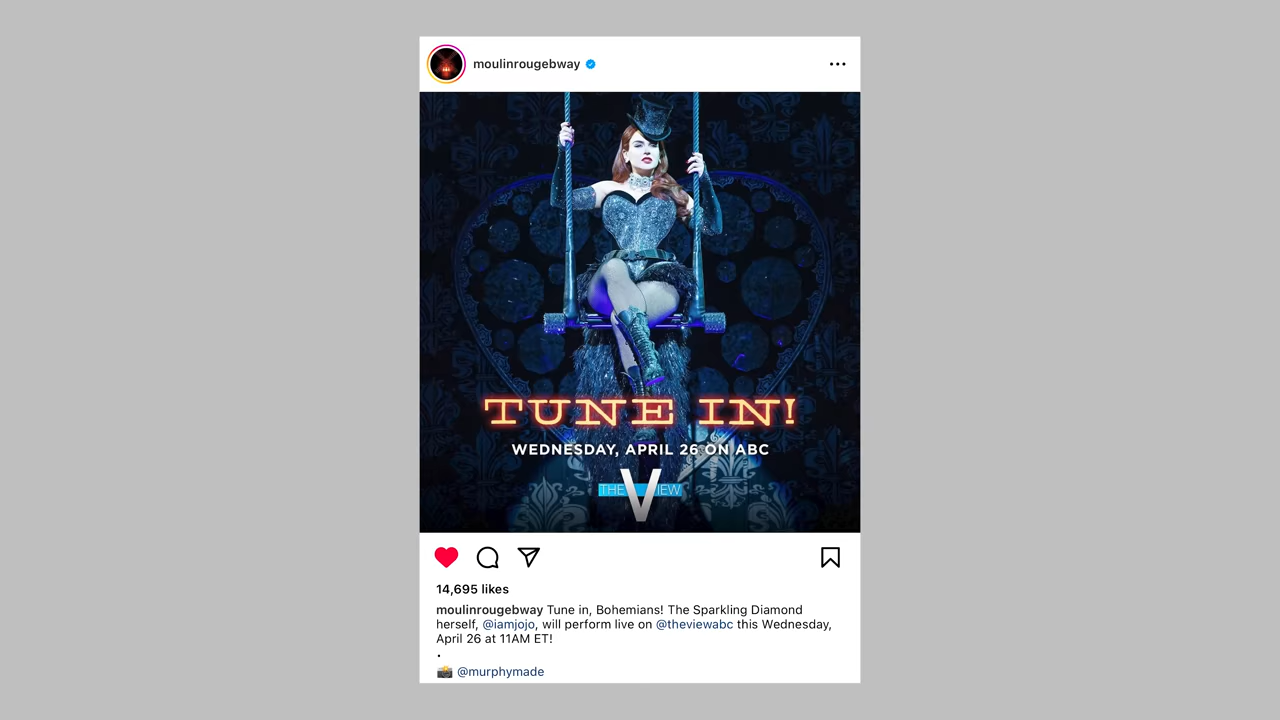 moulinrougebway
TUNE IN!
WEDNESDAY, APRIL 26 ON ABC
THE VIEW
14,695 likes
moulinrougebway Tune in, Bohemians! The Sparkling Diamond
herself, @iamjojo, will perform live on @theviewabc this Wednesday,
April 26 at 11AM ET!
.
📸 @murphymade